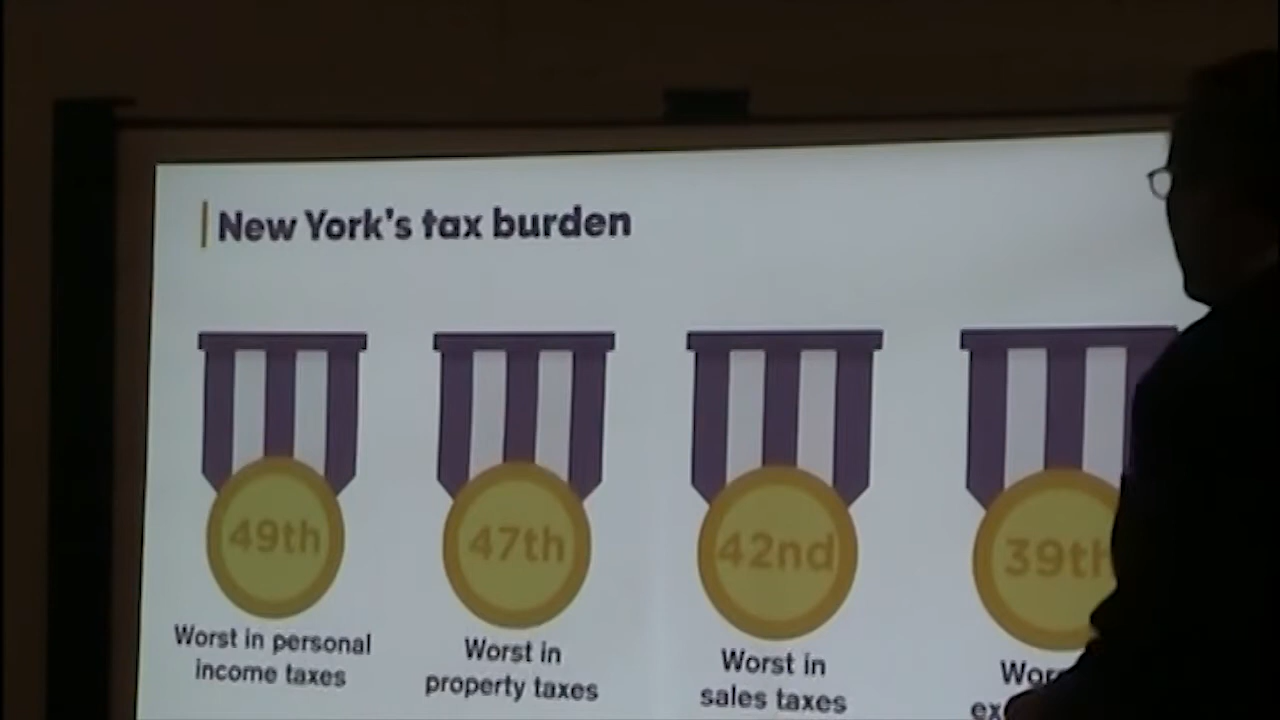 New York's tax burden
49th
47th
42nd
39th
Worst in personal
income taxes
Worst in
property taxes
Worst in
sales taxes